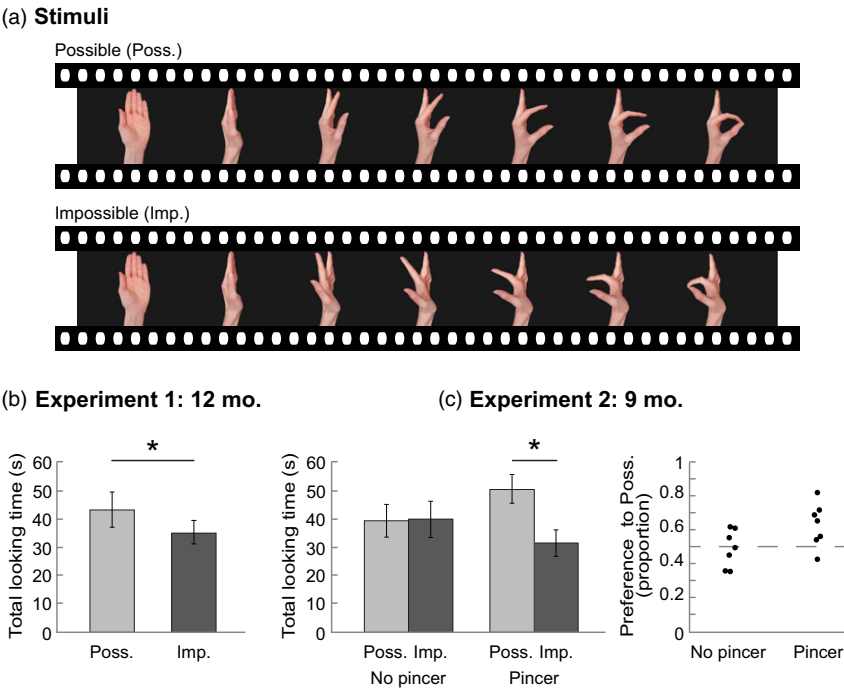 (a) Stimuli
Possible (Poss.)
Impossible (Imp.)
(b) Experiment 1: 12 mo.
Total looking time (s)
60
50
40
30
20
10
0
*
Poss. Imp.
(c) Experiment 2: 9 mo.
Total looking time (s)
60
50
40
30
20
10
0
*
Poss. Imp. Poss. Imp.
No pincer Pincer
Preference to Poss.
(proportion)
1
0.8
0.6
0.4
0.2
0
No pincer Pincer